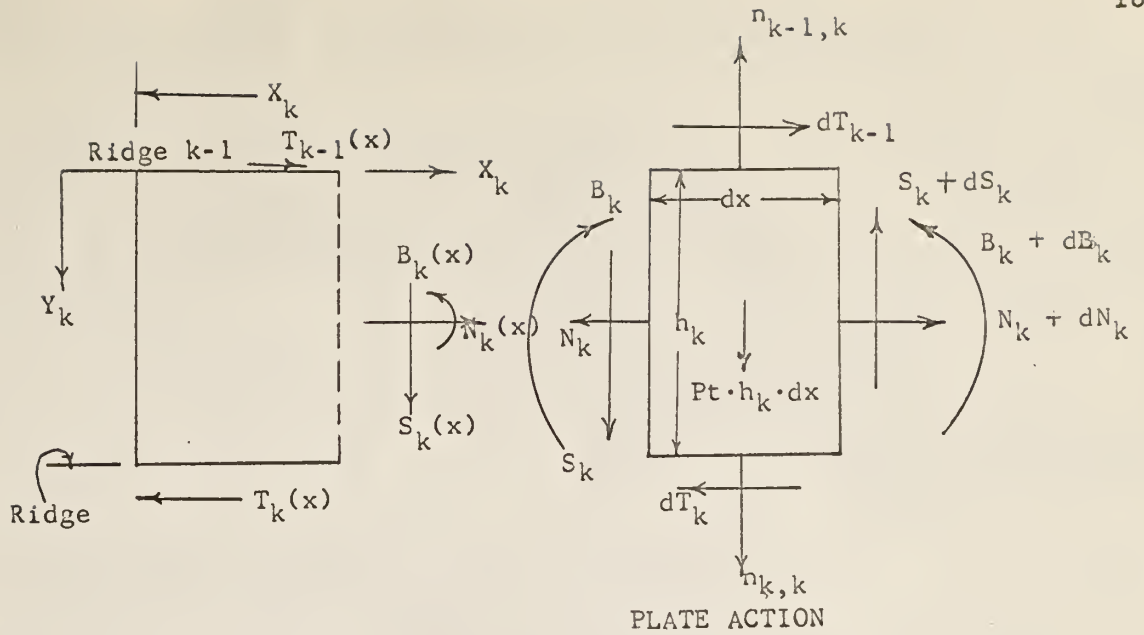 n_{k-1,k}
X_k
dT_{k-1}
T_{k-1}(x)
Ridge k-1
X_k
S_k + dS_k
B_k
dx
B_k + dB_k
B_k(x)
Y_k
N_k(x)
N_k
h_k
N_k + dN_k
Pt·h_k·dx
S_k(x)
S_k
T_k(x)
dT_k
Ridge
n_{k,k}
PLATE ACTION